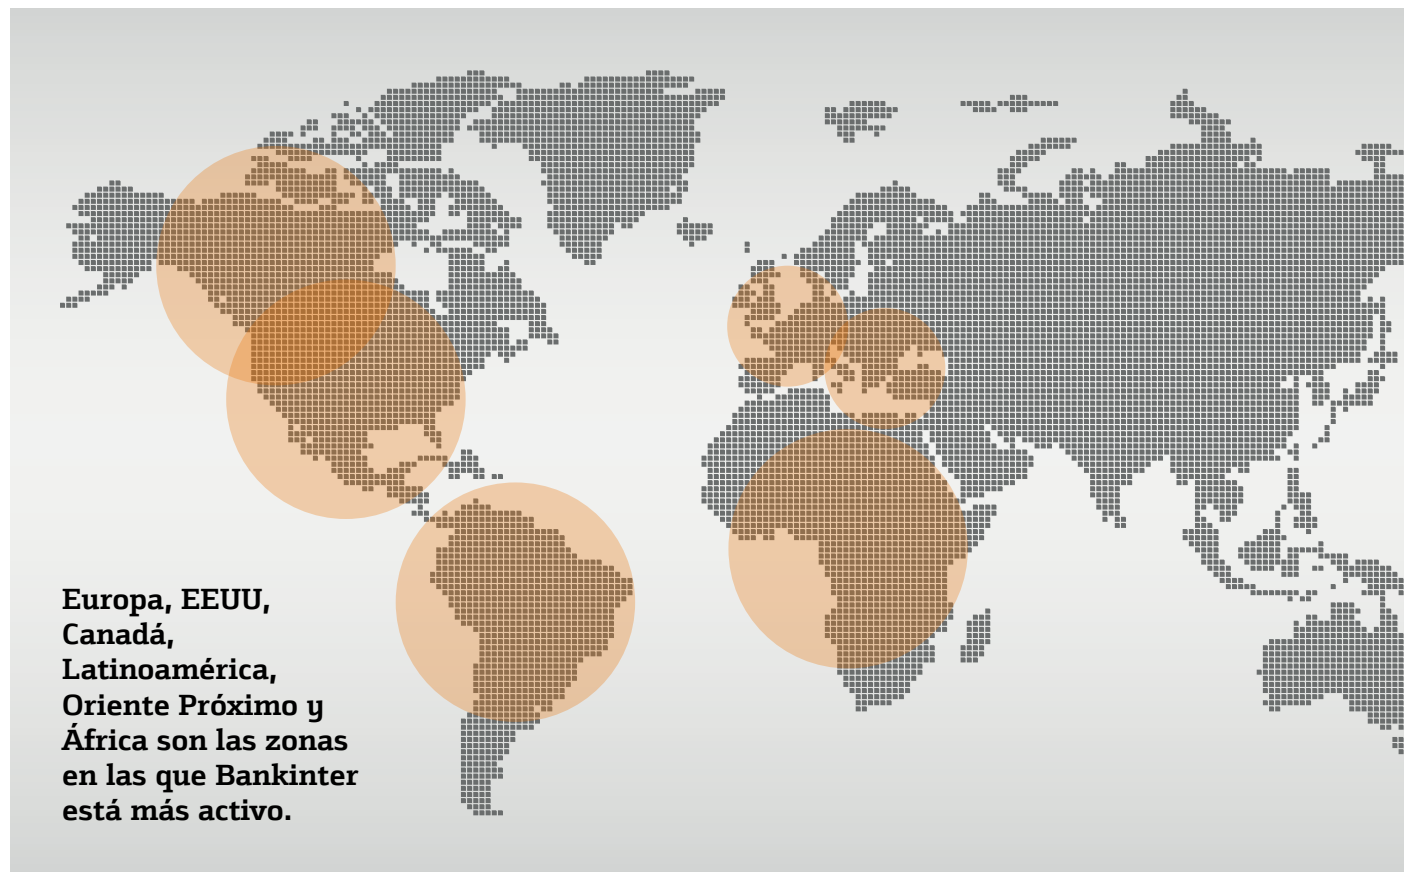 Europa, EEUU,
Canadá,
Latinoamérica,
Oriente Próximo y
África son las zonas
en las que Bankinter
está más activo.